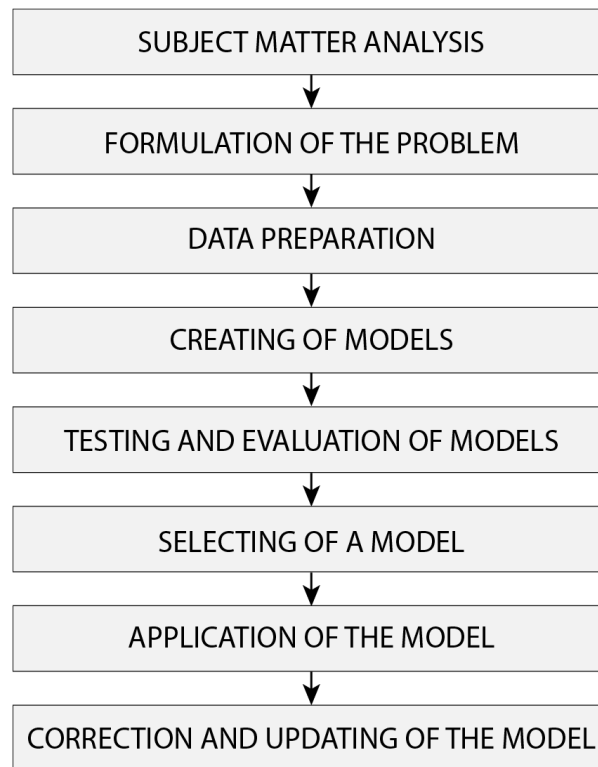 SUBJECT MATTER ANALYSIS
FORMULATION OF THE PROBLEM
DATA PREPARATION
CREATING OF MODELS
TESTING AND EVALUATION OF MODELS
SELECTING OF A MODEL
APPLICATION OF THE MODEL
CORRECTION AND UPDATING OF THE MODEL